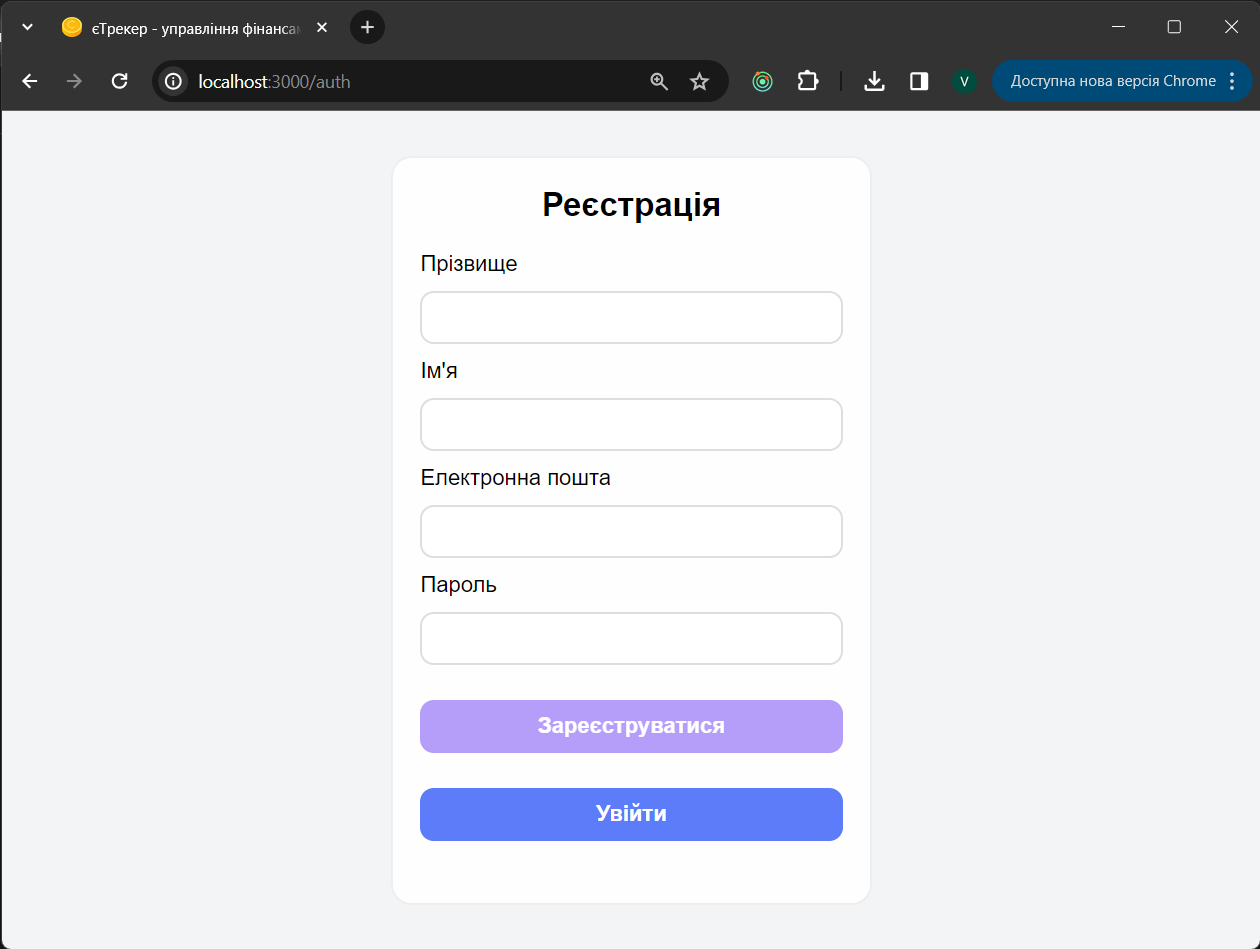 єТрекер - управління фінансам
localhost:3000/auth
V
Доступна нова версія Chrome
Реєстрація
Прізвище
Ім'я
Електронна пошта
Пароль
Зареєструватися
Увійти